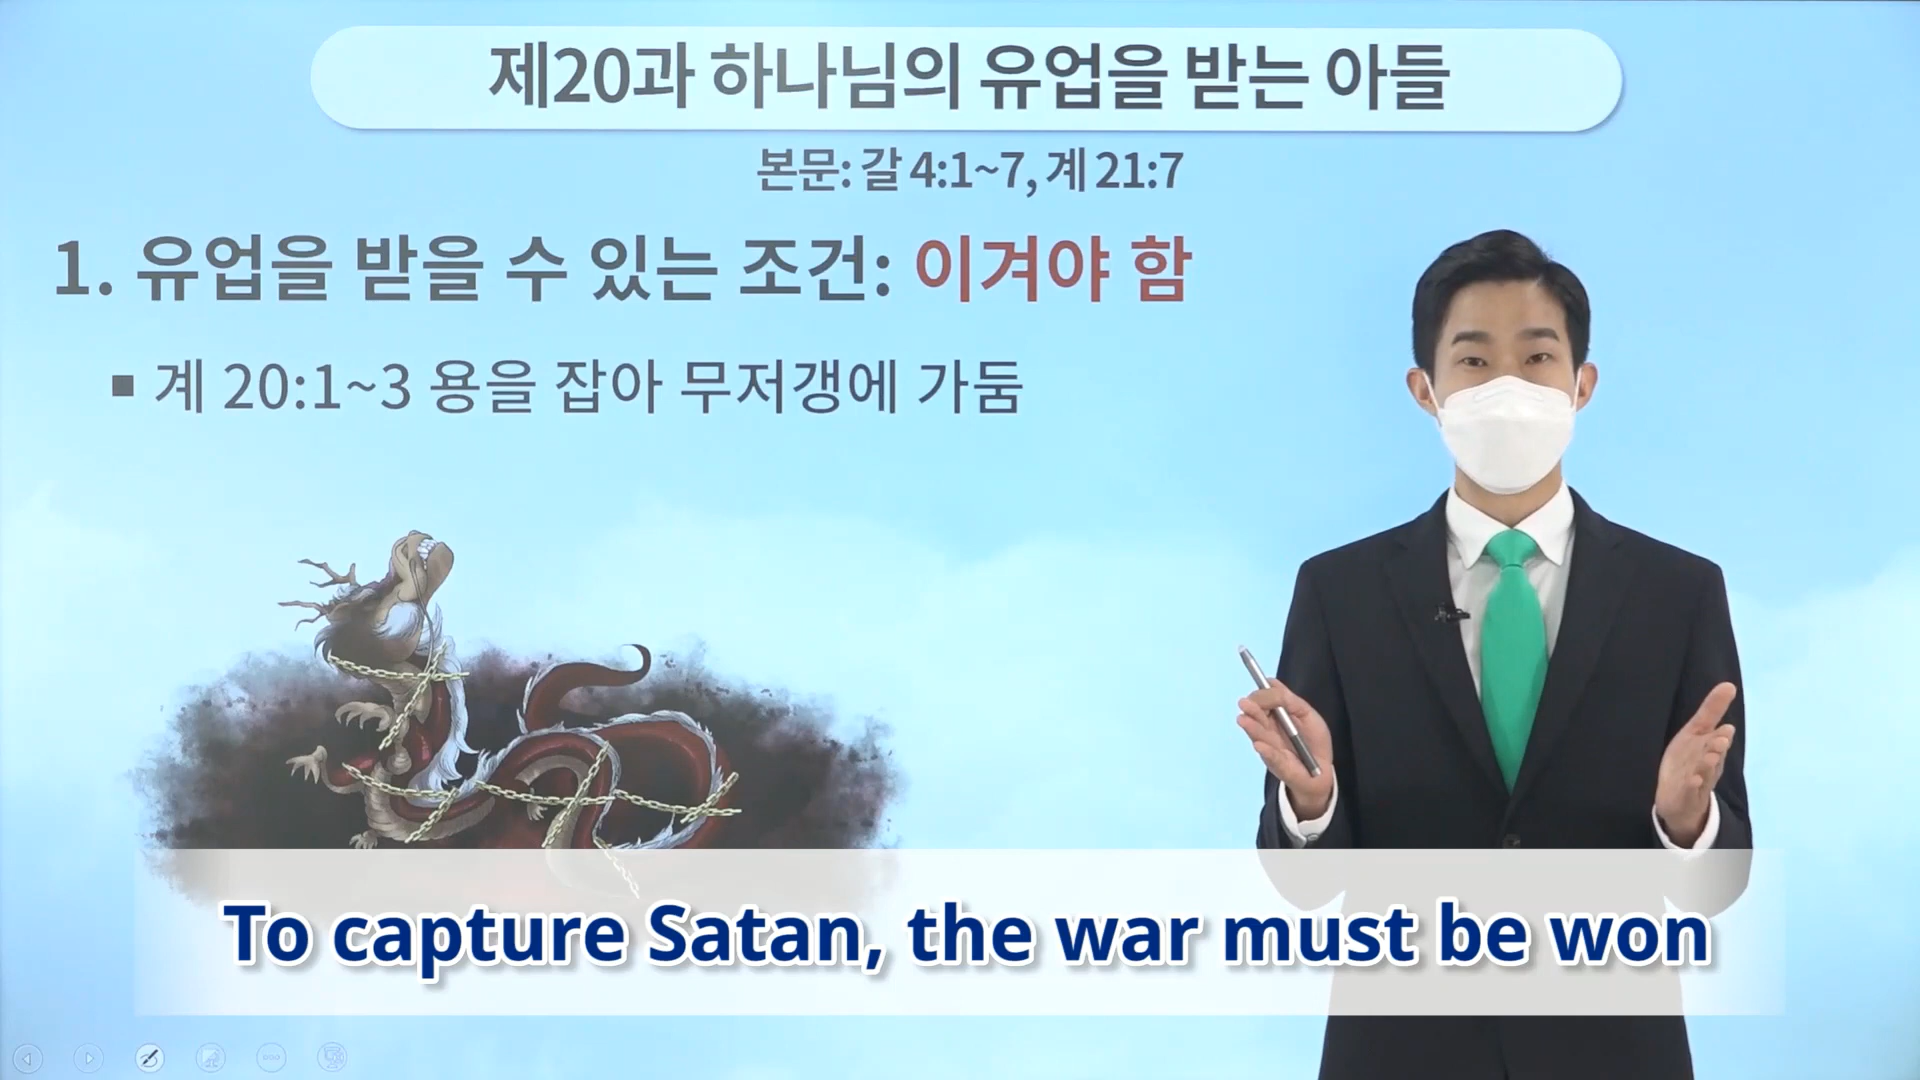 제20과 하나님의 유업을 받는 아들
본문: 갈 4:1~7, 계 21:7
1. 유업을 받을 수 있는 조건: 이겨야 함
▪ 계 20:1~3 용을 잡아 무저갱에 가둠
To capture Satan, the war must be won